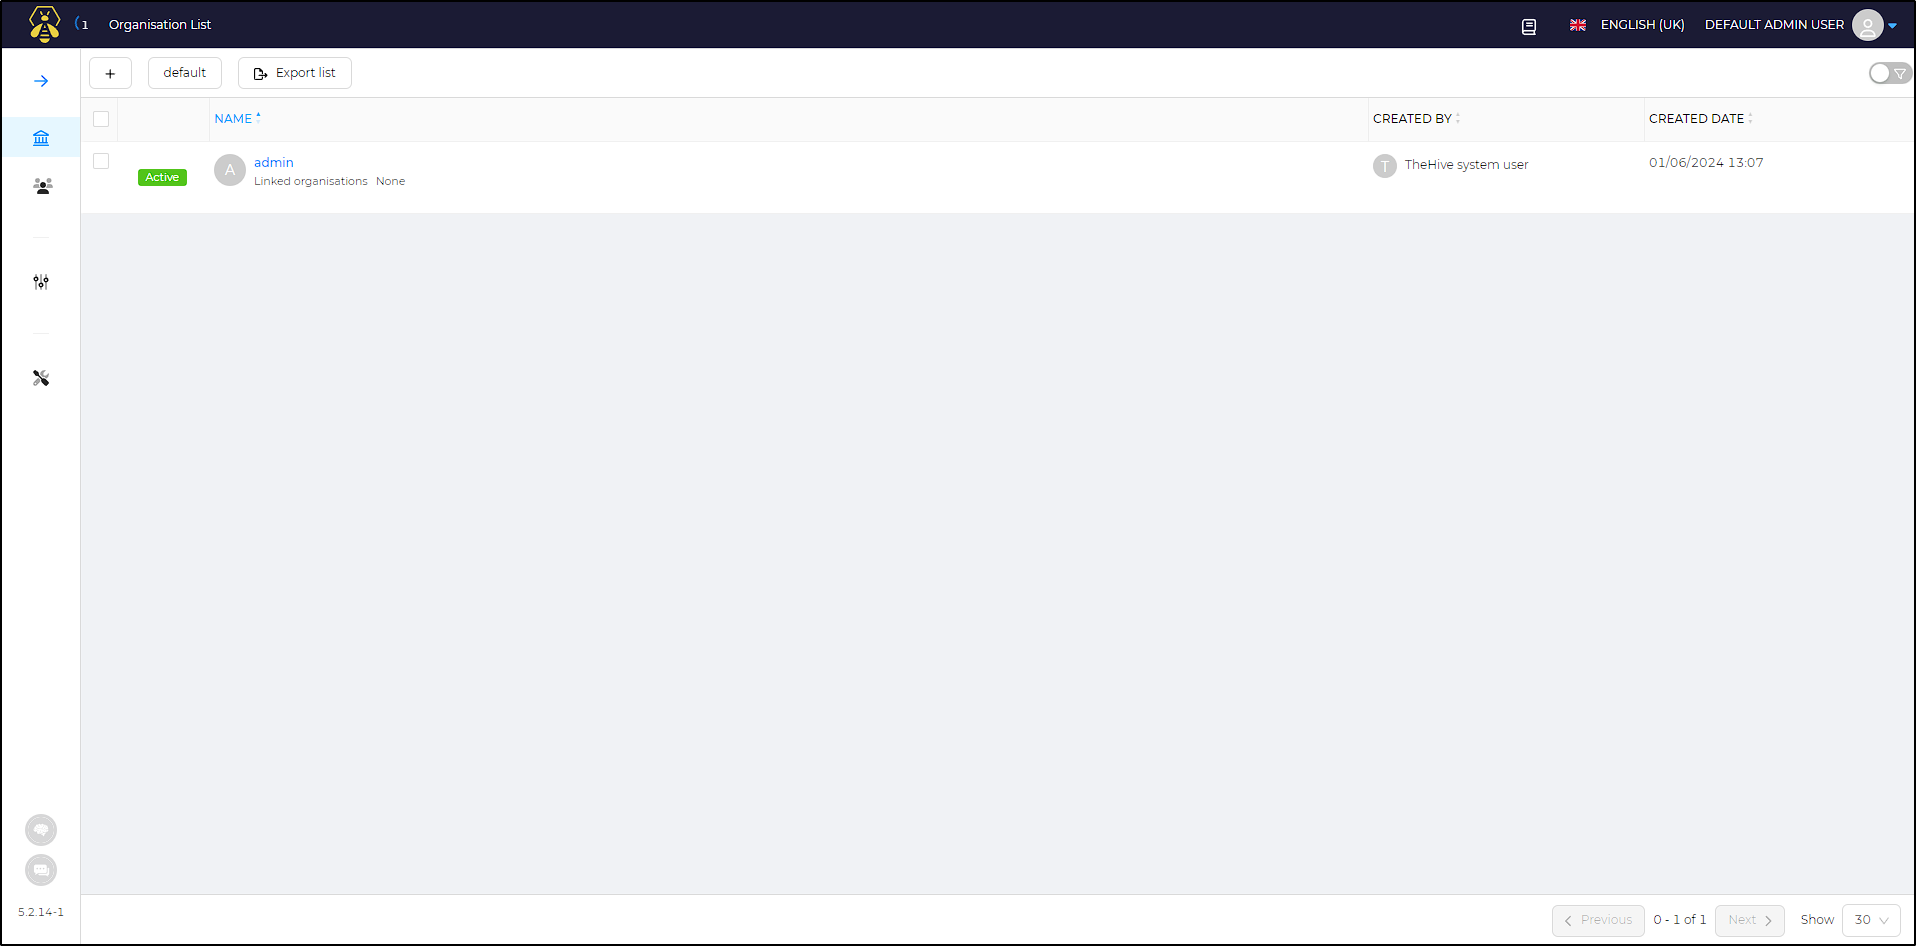 1 Organisation List ENGLISH (UK) DEFAULT ADMIN USER
+ default Export list
NAME CREATED BY CREATED DATE
Active A admin T TheHive system user 01/06/2024 13:07
Linked organisations None
5.2.14-1
Previous 0 - 1 of 1 Next Show 30